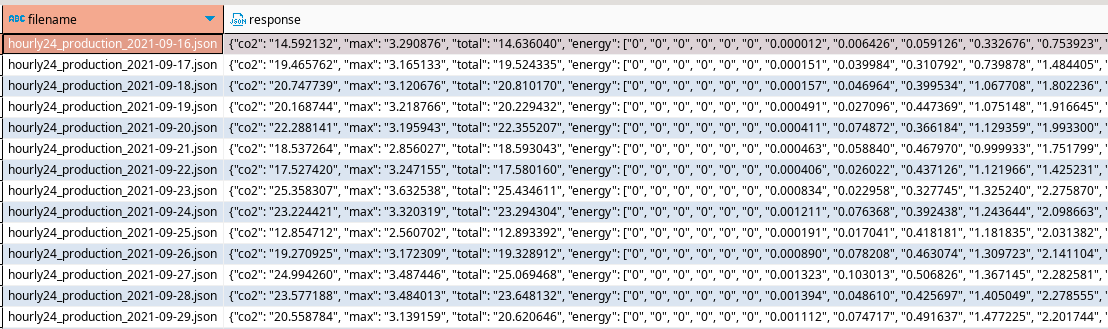 ABC filename JSON response
hourly24_production_2021-09-16.json {"co2": "14.592132", "max": "3.290876", "total": "14.636040", "energy": ["0", "0", "0", "0", "0", "0", "0.000012", "0.006426", "0.059126", "0.332676", "0.753923", "
hourly24_production_2021-09-17.json {"co2": "19.465762", "max": "3.165133", "total": "19.524335", "energy": ["0", "0", "0", "0", "0", "0", "0.000151", "0.039984", "0.310792", "0.739878", "1.484405", "
hourly24_production_2021-09-18.json {"co2": "20.747739", "max": "3.120676", "total": "20.810170", "energy": ["0", "0", "0", "0", "0", "0", "0.000157", "0.046964", "0.399534", "1.067708", "1.802236", "
hourly24_production_2021-09-19.json {"co2": "20.168744", "max": "3.218766", "total": "20.229432", "energy": ["0", "0", "0", "0", "0", "0", "0.000491", "0.027096", "0.447369", "1.075148", "1.916645", "
hourly24_production_2021-09-20.json {"co2": "22.288141", "max": "3.195943", "total": "22.355207", "energy": ["0", "0", "0", "0", "0", "0", "0.000411", "0.074872", "0.366184", "1.129359", "1.993300", "
hourly24_production_2021-09-21.json {"co2": "18.537264", "max": "2.856027", "total": "18.593043", "energy": ["0", "0", "0", "0", "0", "0", "0.000463", "0.058840", "0.467970", "0.999933", "1.751799", "
hourly24_production_2021-09-22.json {"co2": "17.527420", "max": "3.247155", "total": "17.580160", "energy": ["0", "0", "0", "0", "0", "0", "0.000406", "0.026022", "0.437126", "1.121966", "1.425231", "
hourly24_production_2021-09-23.json {"co2": "25.358307", "max": "3.632538", "total": "25.434611", "energy": ["0", "0", "0", "0", "0", "0", "0.000834", "0.022958", "0.327745", "1.325240", "2.275870", "
hourly24_production_2021-09-24.json {"co2": "23.224421", "max": "3.320319", "total": "23.294304", "energy": ["0", "0", "0", "0", "0", "0", "0.001211", "0.076368", "0.392438", "1.243644", "2.098663", "
hourly24_production_2021-09-25.json {"co2": "12.854712", "max": "2.560702", "total": "12.893392", "energy": ["0", "0", "0", "0", "0", "0", "0.000191", "0.017041", "0.418181", "1.181835", "2.031382", "
hourly24_production_2021-09-26.json {"co2": "19.270925", "max": "3.172309", "total": "19.328912", "energy": ["0", "0", "0", "0", "0", "0", "0.000890", "0.078208", "0.463074", "1.309723", "2.141104", "
hourly24_production_2021-09-27.json {"co2": "24.994260", "max": "3.487446", "total": "25.069468", "energy": ["0", "0", "0", "0", "0", "0", "0.001323", "0.103013", "0.506826", "1.367145", "2.282581", "
hourly24_production_2021-09-28.json {"co2": "23.577188", "max": "3.484013", "total": "23.648132", "energy": ["0", "0", "0", "0", "0", "0", "0.001394", "0.048610", "0.425697", "1.405049", "2.278555", "
hourly24_production_2021-09-29.json {"co2": "20.558784", "max": "3.139159", "total": "20.620646", "energy": ["0", "0", "0", "0", "0", "0", "0.001112", "0.074717", "0.491637", "1.477225", "2.201744", "